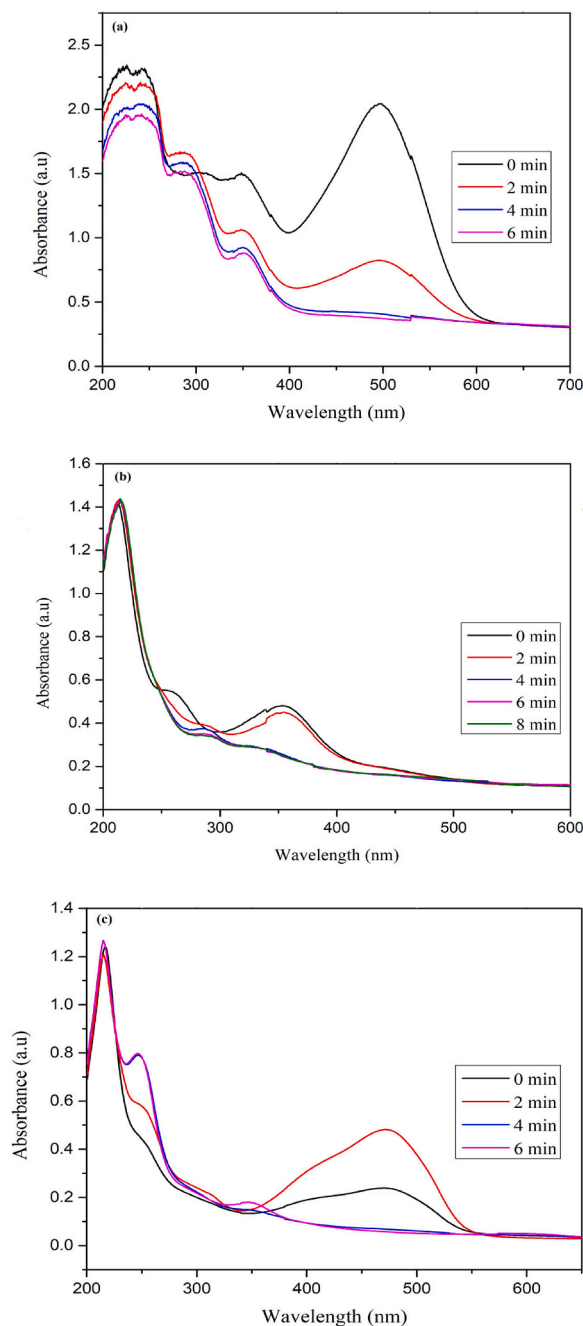 (a)
2.5
2.0
1.5
1.0
0.5
0.0
Absorbance (a.u)
0 min
2 min
4 min
6 min
200 300 400 500 600 700
Wavelength (nm)
(b)
1.6
1.4
1.2
1.0
0.8
0.6
0.4
0.2
0.0
Absorbance (a.u)
0 min
2 min
4 min
6 min
8 min
200 300 400 500 600
Wavelength (nm)
(c)
1.4
1.2
1.0
0.8
0.6
0.4
0.2
0.0
Absorbance (a.u)
0 min
2 min
4 min
6 min
200 300 400 500 600
Wavelength (nm)